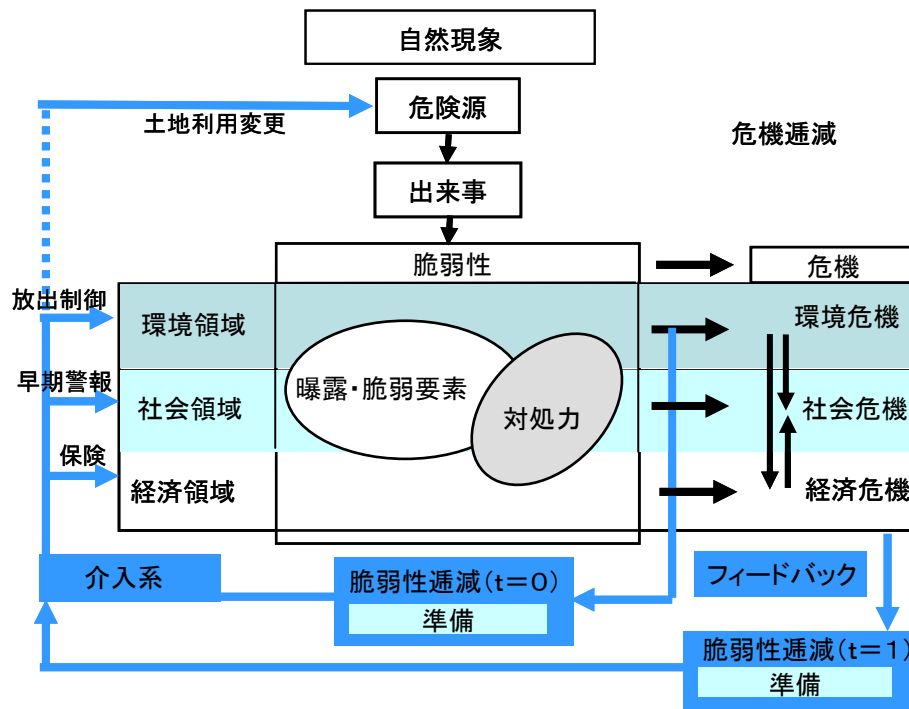 自然現象
危険源
土地利用変更
危機逓減
出来事
脆弱性
危機
放出制御
環境領域
環境危機
早期警報
曝露・脆弱要素
社会領域
対処力
社会危機
保険
経済領域
経済危機
介入系
脆弱性逓減(t=0)
準備
フィードバック
脆弱性逓減(t=1)
準備